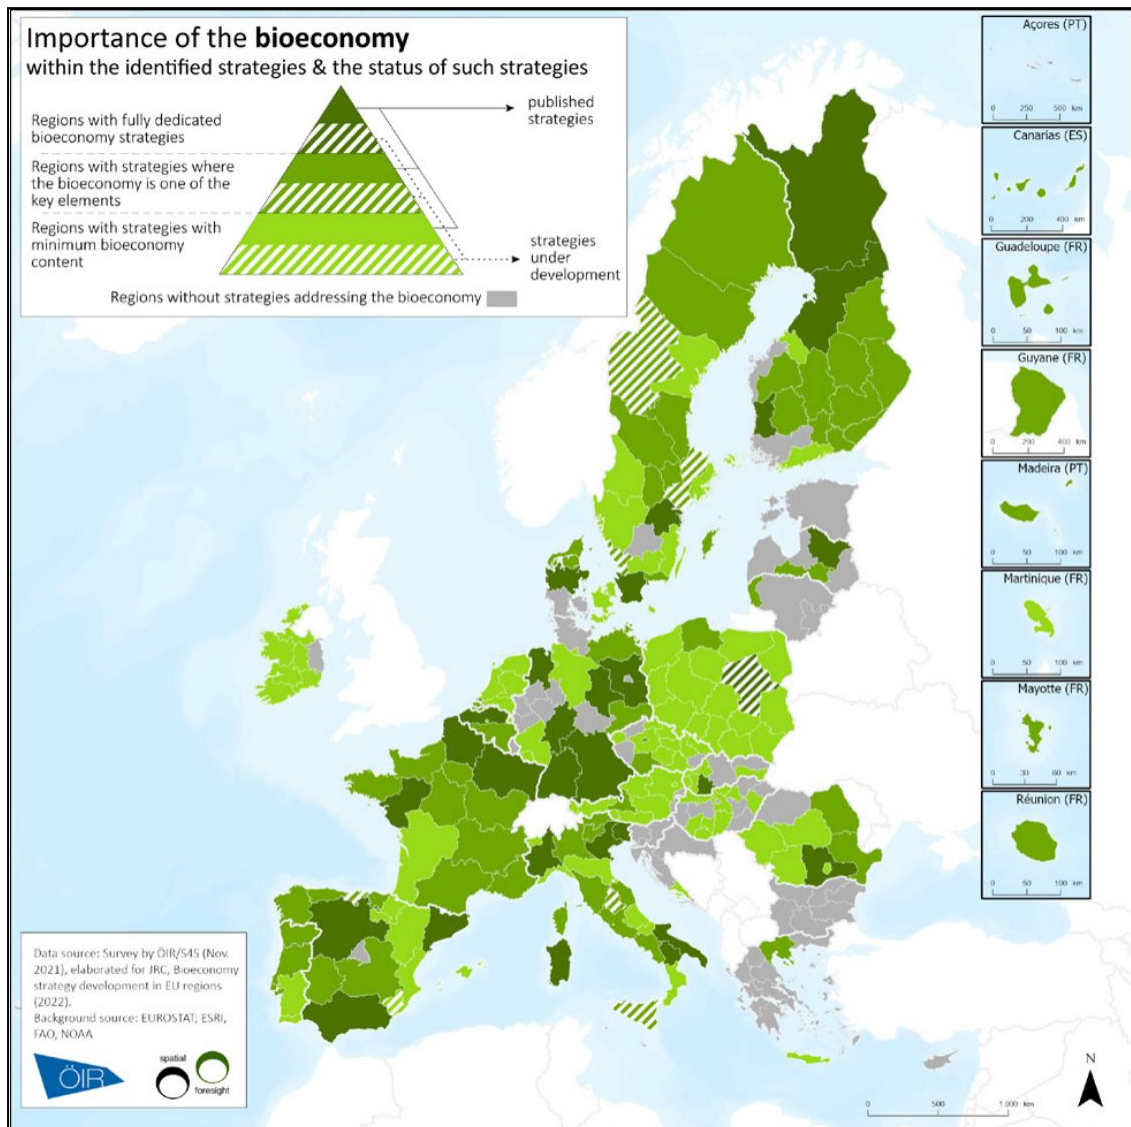 Importance of the bioeconomy
within the identified strategies & the status of such strategies
Regions with fully dedicated
bioeconomy strategies
Regions with strategies where
the bioeconomy is one of the
key elements
Regions with strategies with
minimum bioeconomy
content
published
strategies
strategies
under
development
Regions without strategies addressing the bioeconomy
Açores (PT)
0 250 500 km
Canarias (ES)
0 200 400 km
Guadeloupe (FR)
0 50 100 km
Guyane (FR)
0 200 400 km
Madeira (PT)
0 50 100 km
Martinique (FR)
0 50 100 km
Mayotte (FR)
0 30 60 km
Réunion (FR)
0 50 100 km
Data source: Survey by ÖIR/S4S (Nov.
2021), elaborated for JRC, Bioeconomy
strategy development in EU regions
(2022).
Background source: EUROSTAT; ESRI,
FAO, NOAA
ÖIR
spatial
foresight
N
0 500 1 000 km